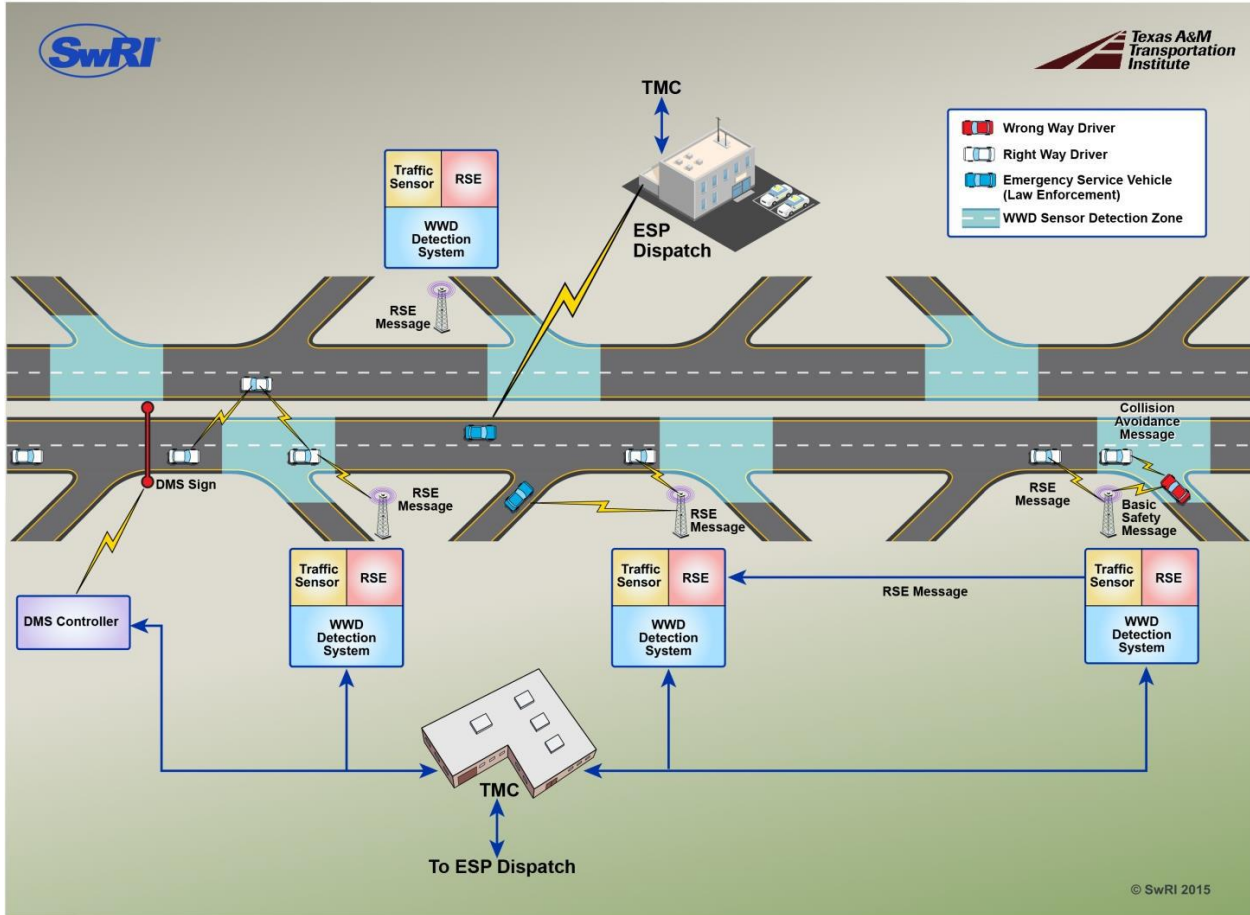 SwRI
Texas A&M
Transportation
Institute
TMC
Wrong Way Driver
Right Way Driver
Emergency Service Vehicle
(Law Enforcement)
WWD Sensor Detection Zone
Traffic
Sensor
RSE
WWD
Detection
System
ESP
Dispatch
RSE
Message
Collision
Avoidance
Message
DMS Sign
RSE
Message
RSE
Message
RSE
Message
Basic
Safety
Message
Traffic
Sensor
RSE
WWD
Detection
System
Traffic
Sensor
RSE
WWD
Detection
System
RSE Message
Traffic
Sensor
RSE
WWD
Detection
System
DMS Controller
TMC
To ESP Dispatch
© SwRI 2015